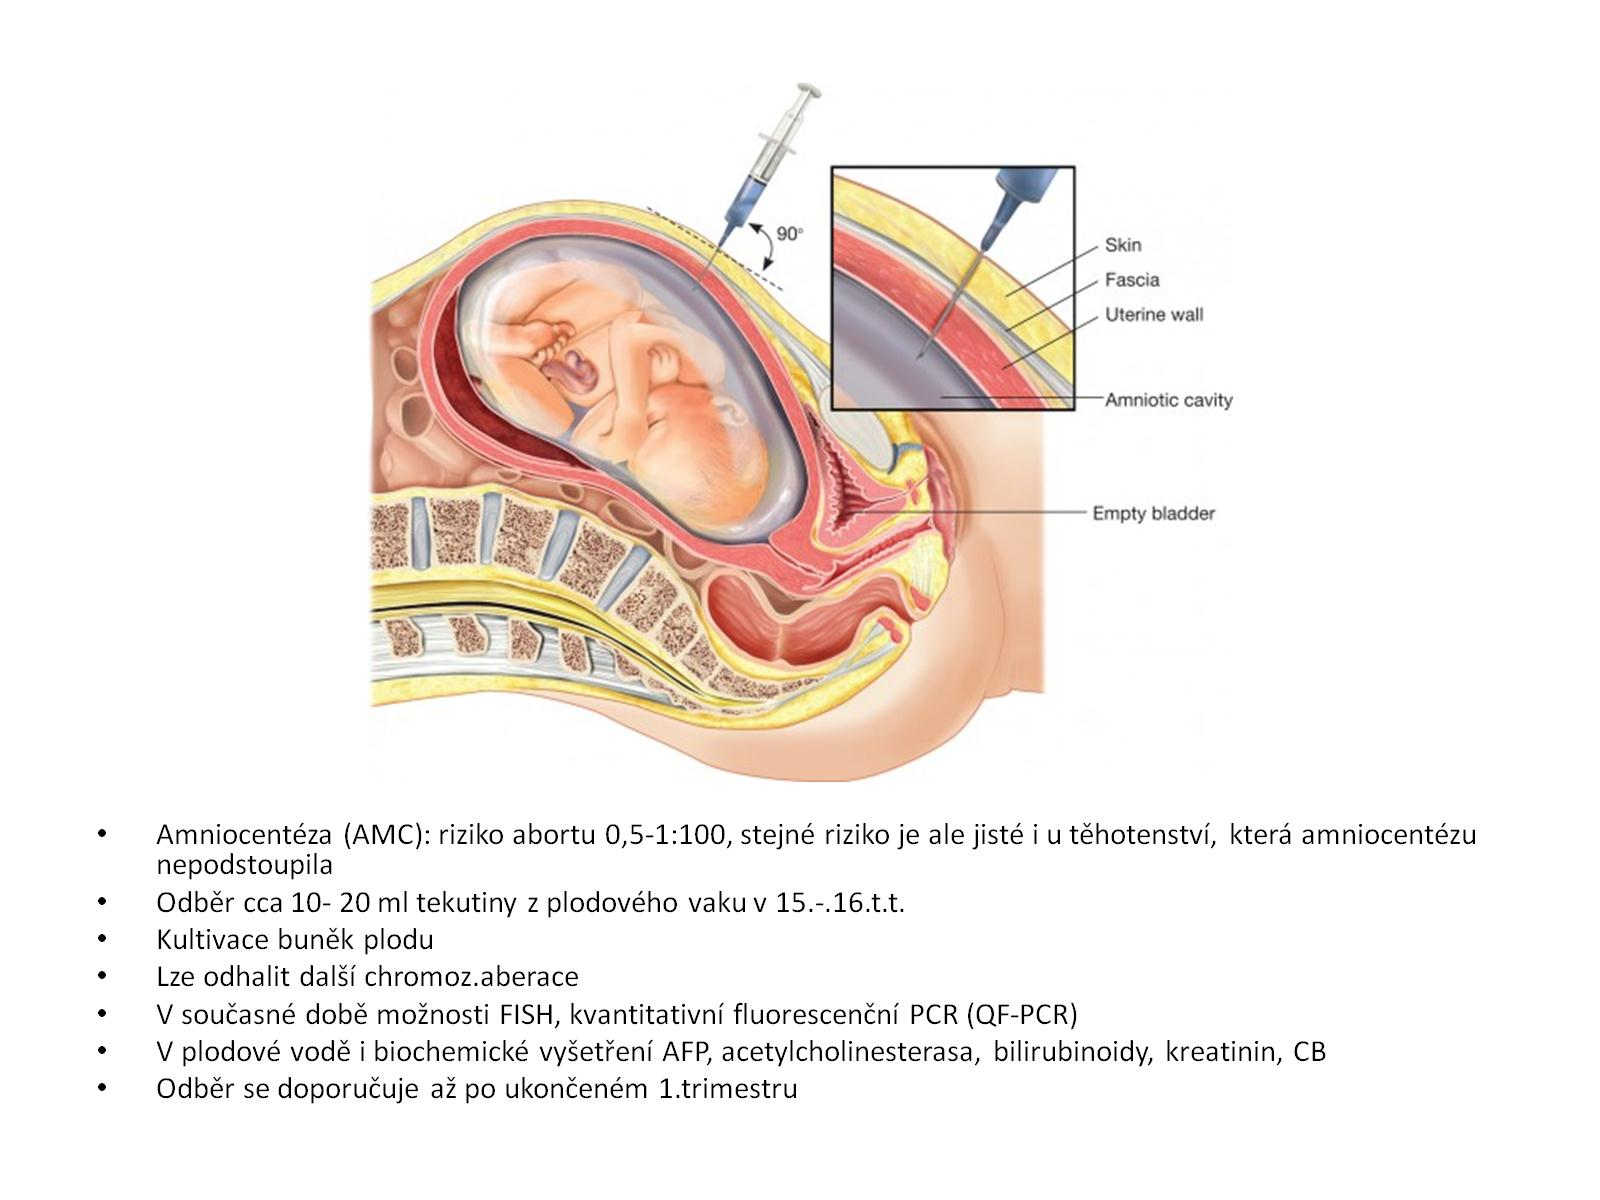 90°
Skin
Fascia
Uterine wall
Amniotic cavity
Empty bladder
• Amniocentéza (AMC): riziko abortu 0,5-1:100, stejné riziko je ale jisté i u těhotenství, která amniocentézu
nepodstoupila
• Odběr cca 10- 20 ml tekutiny z plodového vaku v 15.-.16.t.t.
• Kultivace buněk plodu
• Lze odhalit další chromoz.aberace
• V současné době možnosti FISH, kvantitativní fluorescenční PCR (QF-PCR)
• V plodové vodě i biochemické vyšetření AFP, acetylcholinesterasa, bilirubinoidy, kreatinin, CB
• Odběr se doporučuje až po ukončeném 1.trimestru